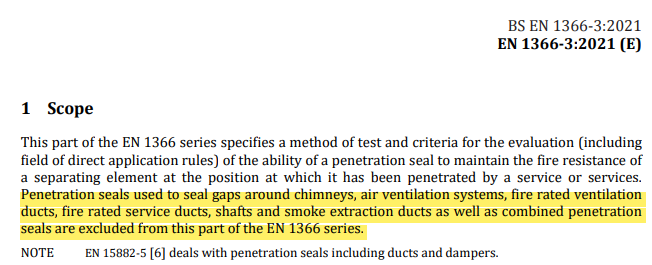 BS EN 1366-3:2021
EN 1366-3:2021 (E)
1 Scope
This part of the EN 1366 series specifies a method of test and criteria for the evaluation (including
field of direct application rules) of the ability of a penetration seal to maintain the fire resistance of
a separating element at the position at which it has been penetrated by a service or services.
Penetration seals used to seal gaps around chimneys, air ventilation systems, fire rated ventilation
ducts, fire rated service ducts, shafts and smoke extraction ducts as well as combined penetration
seals are excluded from this part of the EN 1366 series.
NOTE EN 15882-5 [6] deals with penetration seals including ducts and dampers.